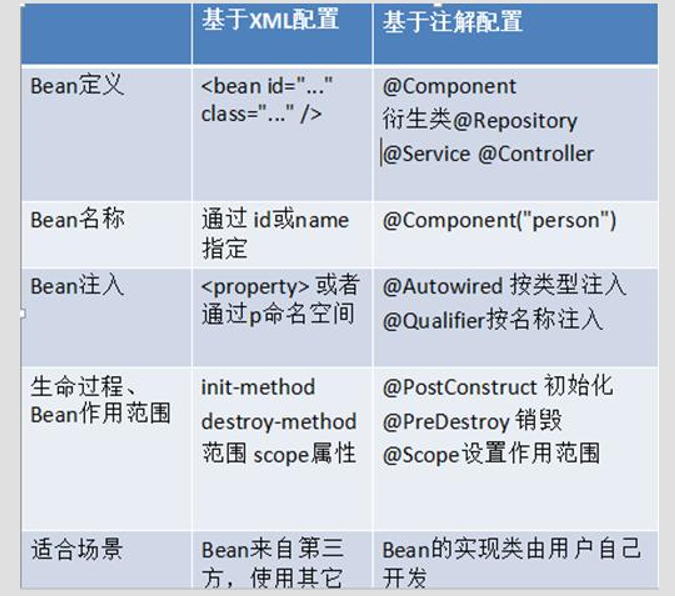 基于XML配置
基于注解配置
Bean定义
<bean id="..."
class="..." />
@Component
衍生类@Repository
@Service @Controller
Bean名称
通过 id或name
指定
@Component("person")
Bean注入
<property> 或者
通过p命名空间
@Autowired 按类型注入
@Qualifier按名称注入
生命过程、
Bean作用范围
init-method
destroy-method
范围 scope属性
@PostConstruct 初始化
@PreDestroy 销毁
@Scope设置作用范围
适合场景
Bean来自第三
方，使用其它
Bean的实现类由用户自己
开发